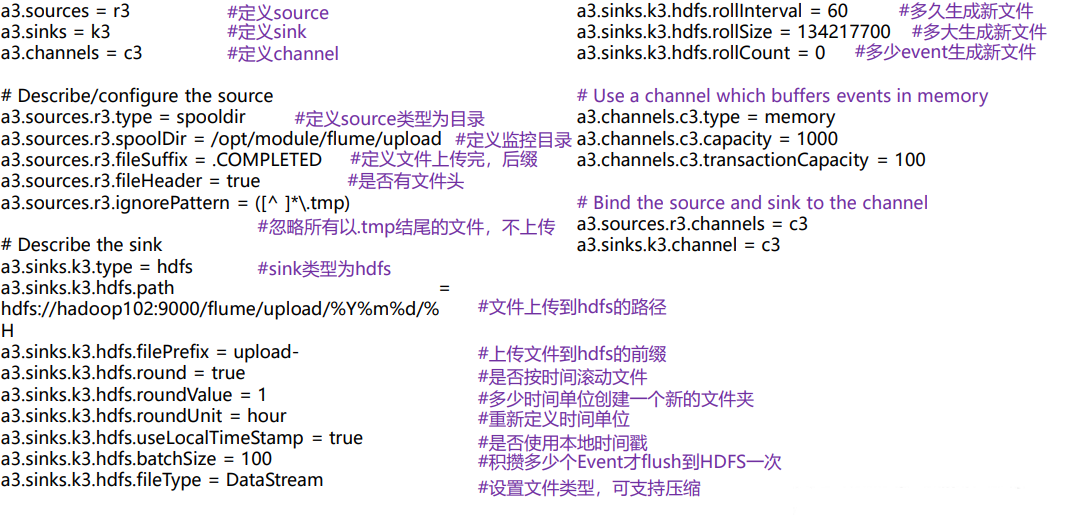 a3.sources = r3 #定义source
a3.sinks = k3 #定义sink
a3.channels = c3 #定义channel
# Describe/configure the source
a3.sources.r3.type = spooldir #定义source类型为目录
a3.sources.r3.spoolDir = /opt/module/flume/upload #定义监控目录
a3.sources.r3.fileSuffix = .COMPLETED #定义文件上传完，后缀
a3.sources.r3.fileHeader = true #是否有文件头
a3.sources.r3.ignorePattern = ([^ ]*\.tmp)
#忽略所有以.tmp结尾的文件，不上传
# Describe the sink
a3.sinks.k3.type = hdfs #sink类型为hdfs
a3.sinks.k3.hdfs.path =
hdfs://hadoop102:9000/flume/upload/%Y%m%d/% #文件上传到hdfs的路径
H
a3.sinks.k3.hdfs.filePrefix = upload- #上传文件到hdfs的前缀
a3.sinks.k3.hdfs.round = true #是否按时间滚动文件
a3.sinks.k3.hdfs.roundValue = 1 #多少时间单位创建一个新的文件夹
a3.sinks.k3.hdfs.roundUnit = hour #重新定义时间单位
a3.sinks.k3.hdfs.useLocalTimeStamp = true #是否使用本地时间戳
a3.sinks.k3.hdfs.batchSize = 100 #积攒多少个Event才flush到HDFS一次
a3.sinks.k3.hdfs.fileType = DataStream #设置文件类型，可支持压缩
a3.sinks.k3.hdfs.rollInterval = 60 #多久生成新文件
a3.sinks.k3.hdfs.rollSize = 134217700 #多大生成新文件
a3.sinks.k3.hdfs.rollCount = 0 #多少event生成新文件
# Use a channel which buffers events in memory
a3.channels.c3.type = memory
a3.channels.c3.capacity = 1000
a3.channels.c3.transactionCapacity = 100
# Bind the source and sink to the channel
a3.sources.r3.channels = c3
a3.sinks.k3.channel = c3